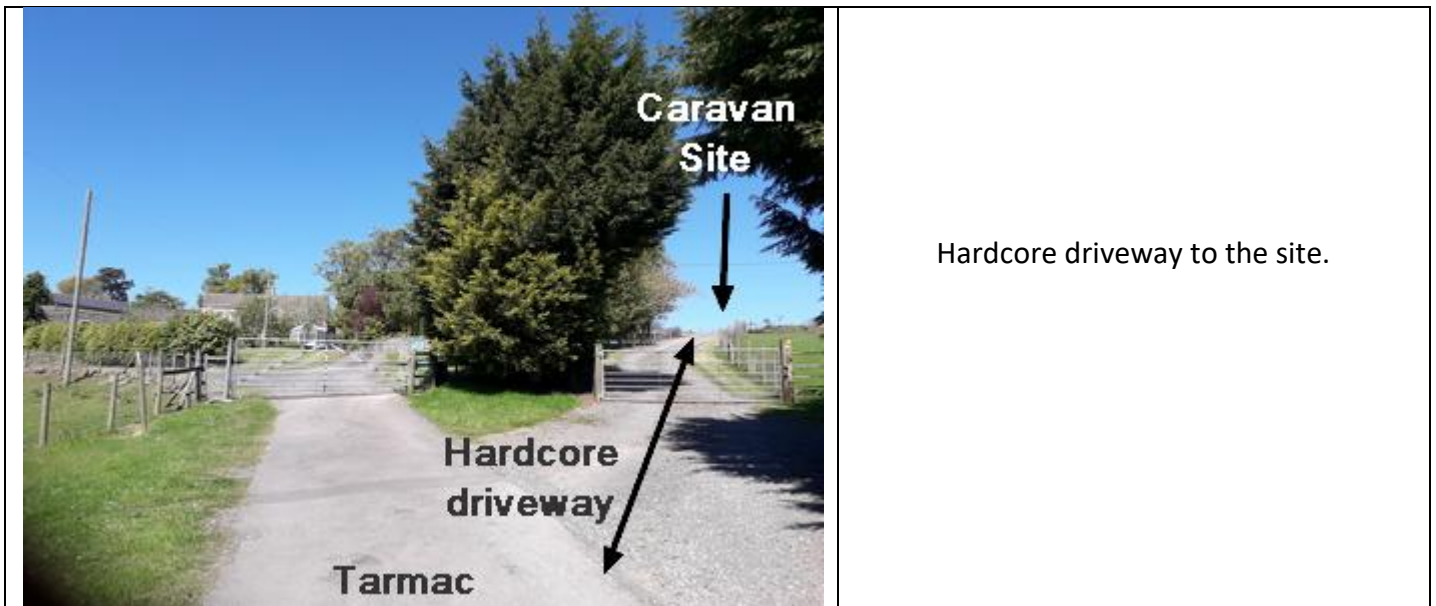 Caravan
Site
Hardcore
driveway
Tarmac
Hardcore driveway to the site.